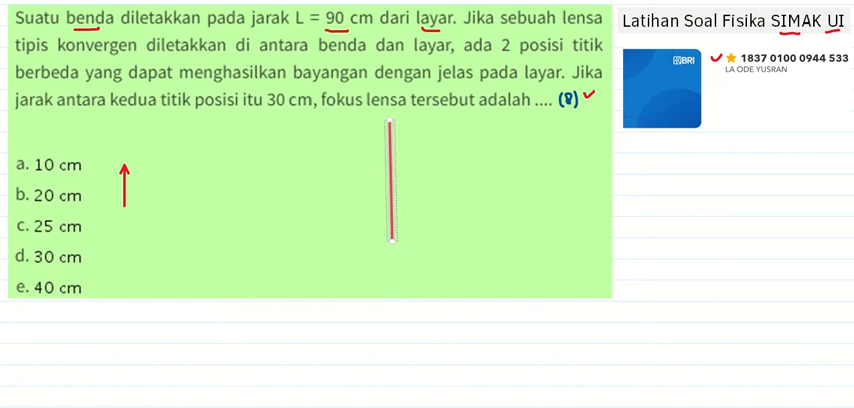 Suatu benda diletakkan pada jarak L = 90 cm dari layar. Jika sebuah lensa
tipis konvergen diletakkan di antara benda dan layar, ada 2 posisi titik
berbeda yang dapat menghasilkan bayangan dengan jelas pada layar. Jika
jarak antara kedua titik posisi itu 30 cm, fokus lensa tersebut adalah ....
a. 10 cm
b. 20 cm
c. 25 cm
d. 30 cm
e. 40 cm
Latihan Soal Fisika SIMAK UI
BRI
1837 0100 0944 533
LA ODE YUSRAN